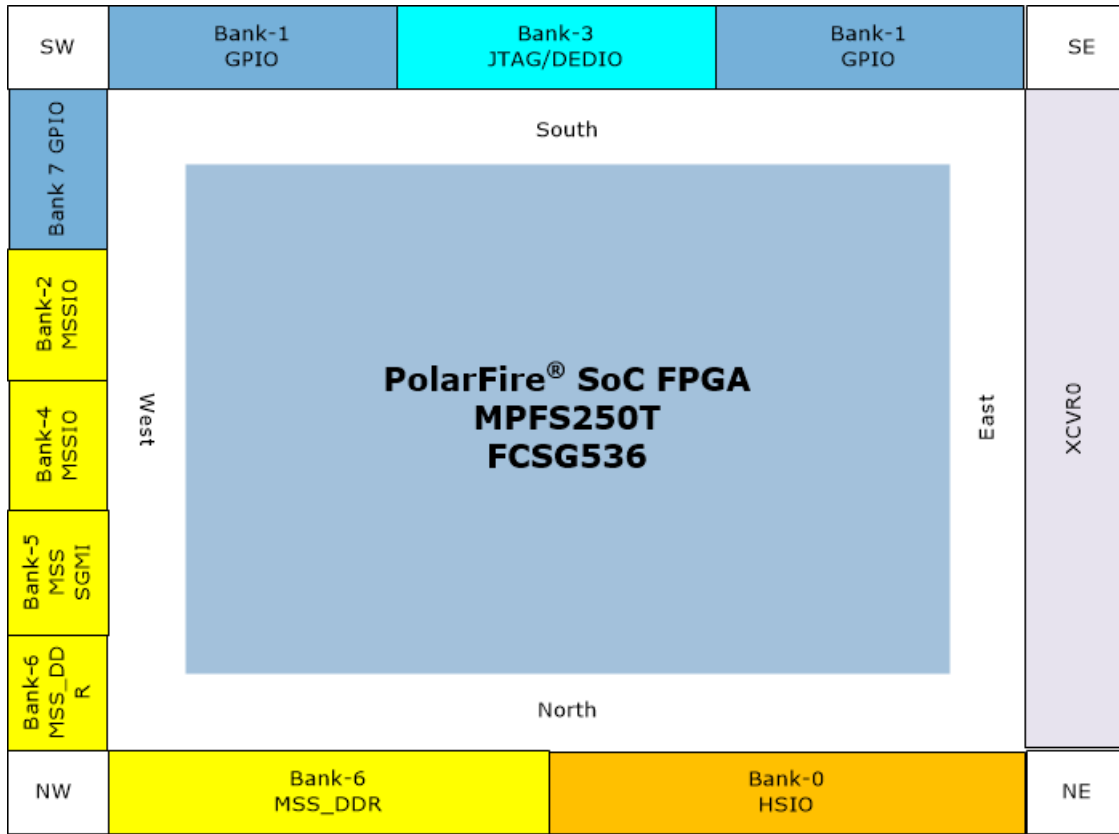 SW
Bank-1
GPIO
Bank-3
JTAG/DEDIO
Bank-1
GPIO
SE
South
Bank 7 GPIO
Bank-2
MSSIO
Bank-4
MSSIO
Bank-5
MSS
SGMI
Bank-6
MSS_DD
R
West
PolarFire® SoC FPGA
MPFS250T
FCSG536
East
XCVR0
North
NW
Bank-6
MSS_DDR
Bank-0
HSIO
NE